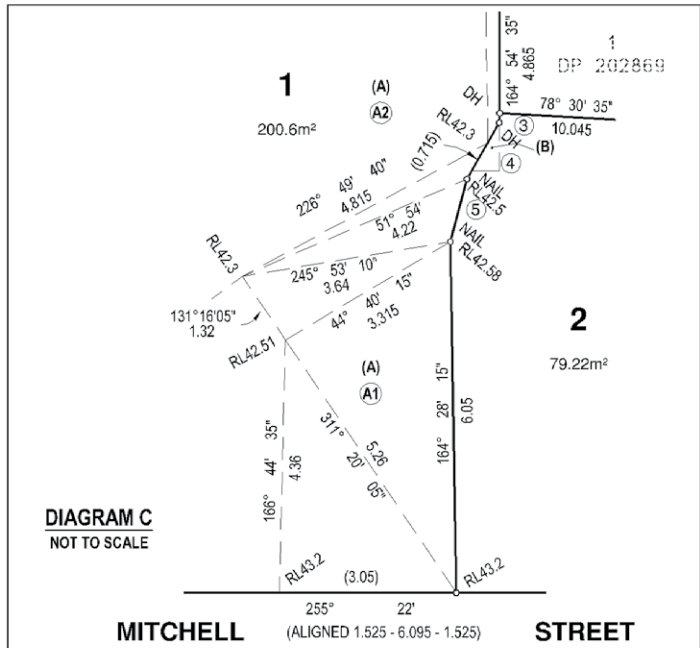 1
200.6m²
(A)
A2
164° 54' 35"
4.865
1
DP 202869
78° 30' 35"
10.045
DH
RL42.3
(0.715)
3
DH
(B)
4
NAIL
RL42.5
5
226° 49' 40"
4.815
51° 54'
4.22
NAIL
RL42.58
RL42.3
245° 53' 10"
3.64
131°16'05"
1.32
44° 40' 15"
3.315
RL42.51
2
79.22m²
(A)
A1
164° 28' 15"
6.05
311° 20' 05"
5.26
166° 44' 35"
4.36
DIAGRAM C
NOT TO SCALE
RL43.2
(3.05)
RL43.2
255° 22'
MITCHELL (ALIGNED 1.525 - 6.095 - 1.525) STREET